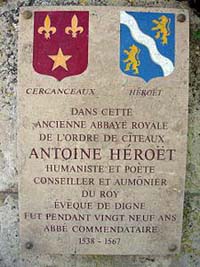 CERCANCEAUX HÉROËT
DANS CETTE
ANCIENNE ABBAYE ROYALE
DE L'ORDRE DE CÎTEAUX
ANTOINE HÉROËT
HUMANISTE ET POÈTE
CONSEILLER ET AUMÔNIER
DU ROY
ÉVÊQUE DE DIGNE
FUT PENDANT VINGT NEUF ANS
ABBÉ COMMENDATAIRE
1538 - 1567